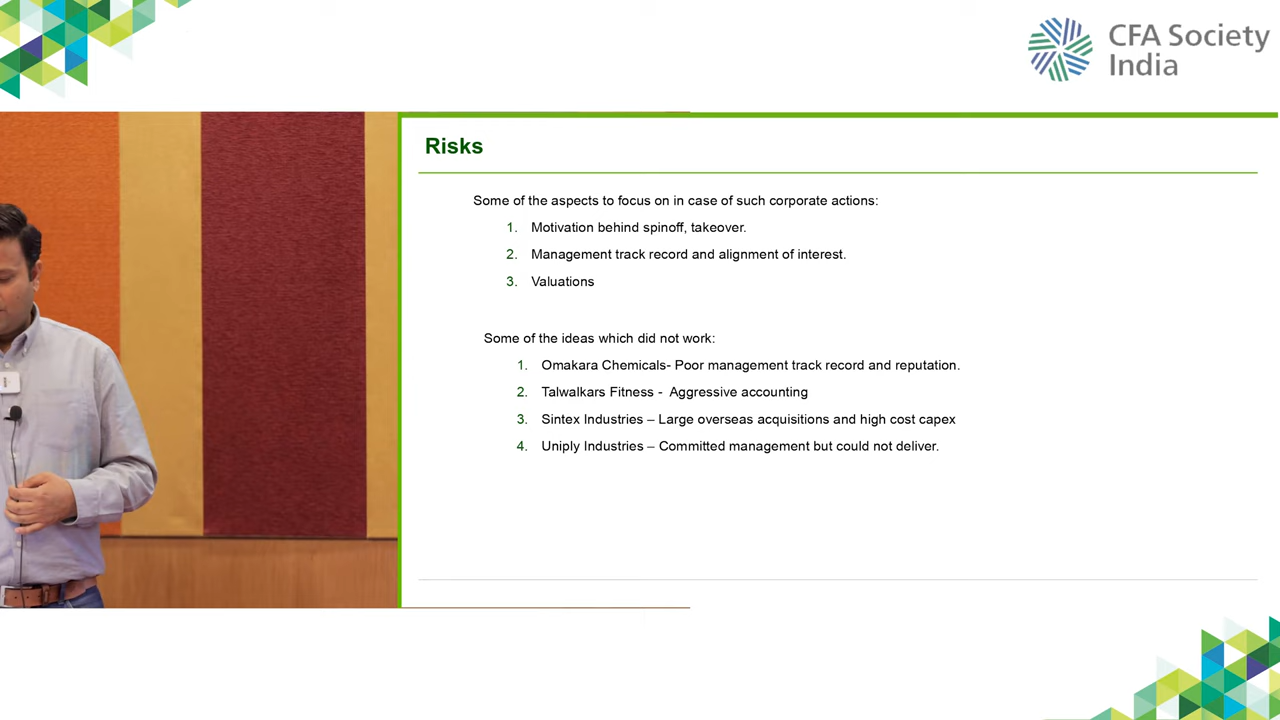 CFA Society
India
Risks
Some of the aspects to focus on in case of such corporate actions:
1. Motivation behind spinoff, takeover.
2. Management track record and alignment of interest.
3. Valuations
Some of the ideas which did not work:
1. Omakara Chemicals- Poor management track record and reputation.
2. Talwalkars Fitness - Aggressive accounting
3. Sintex Industries – Large overseas acquisitions and high cost capex
4. Uniply Industries – Committed management but could not deliver.